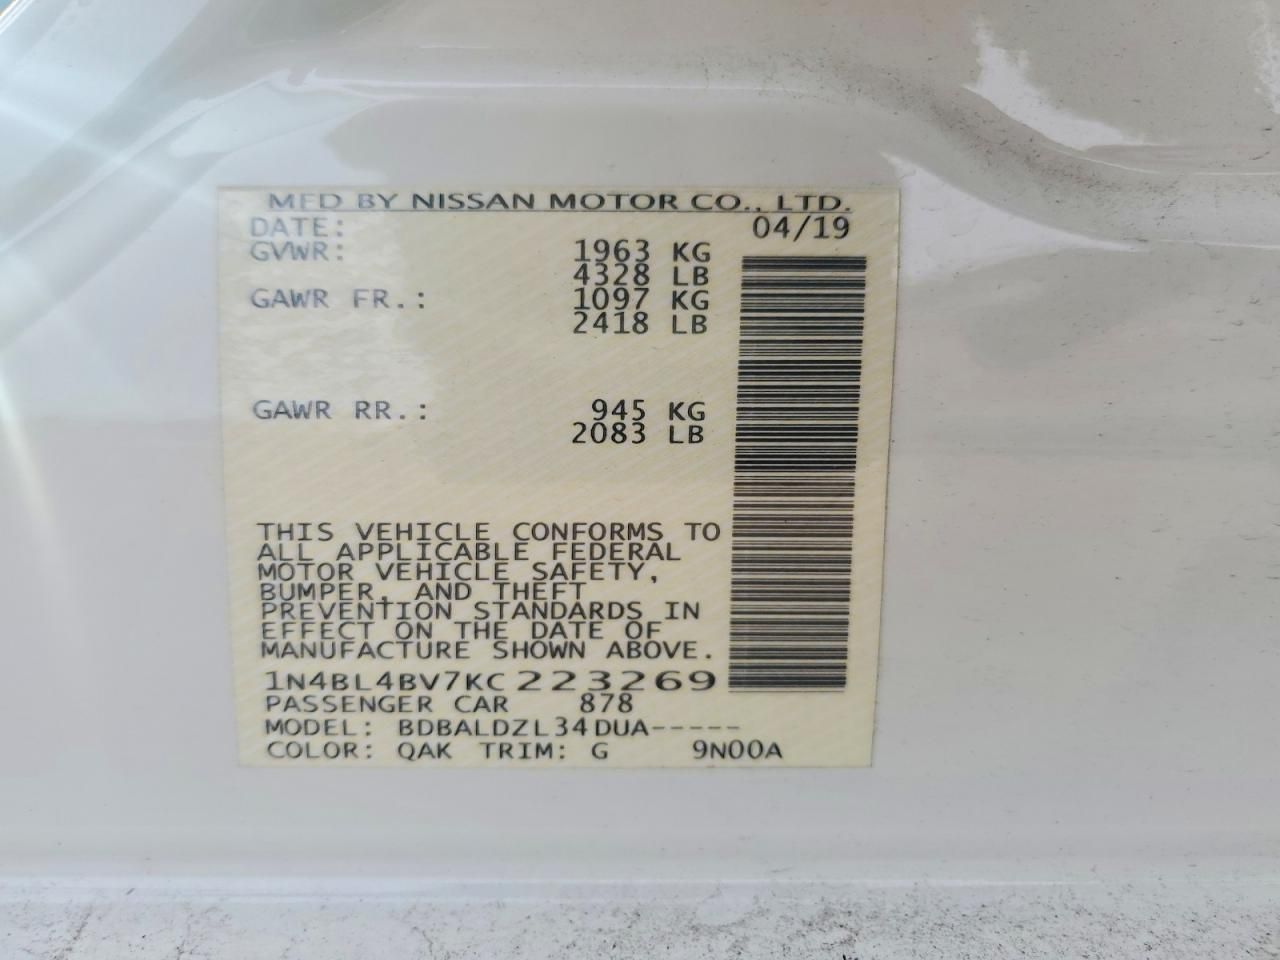 MFD BY NISSAN MOTOR CO., LTD.
DATE: 04/19
GVWR: 1963 KG
4328 LB
GAWR FR.: 1097 KG
2418 LB
GAWR RR.: 945 KG
2083 LB
THIS VEHICLE CONFORMS TO
ALL APPLICABLE FEDERAL
MOTOR VEHICLE SAFETY,
BUMPER, AND THEFT
PREVENTION STANDARDS IN
EFFECT ON THE DATE OF
MANUFACTURE SHOWN ABOVE.
1N4BL4BV7KC223269
PASSENGER CAR 878
MODEL: BDBALDZL34DUA-----
COLOR: QAK TRIM: G 9N00A